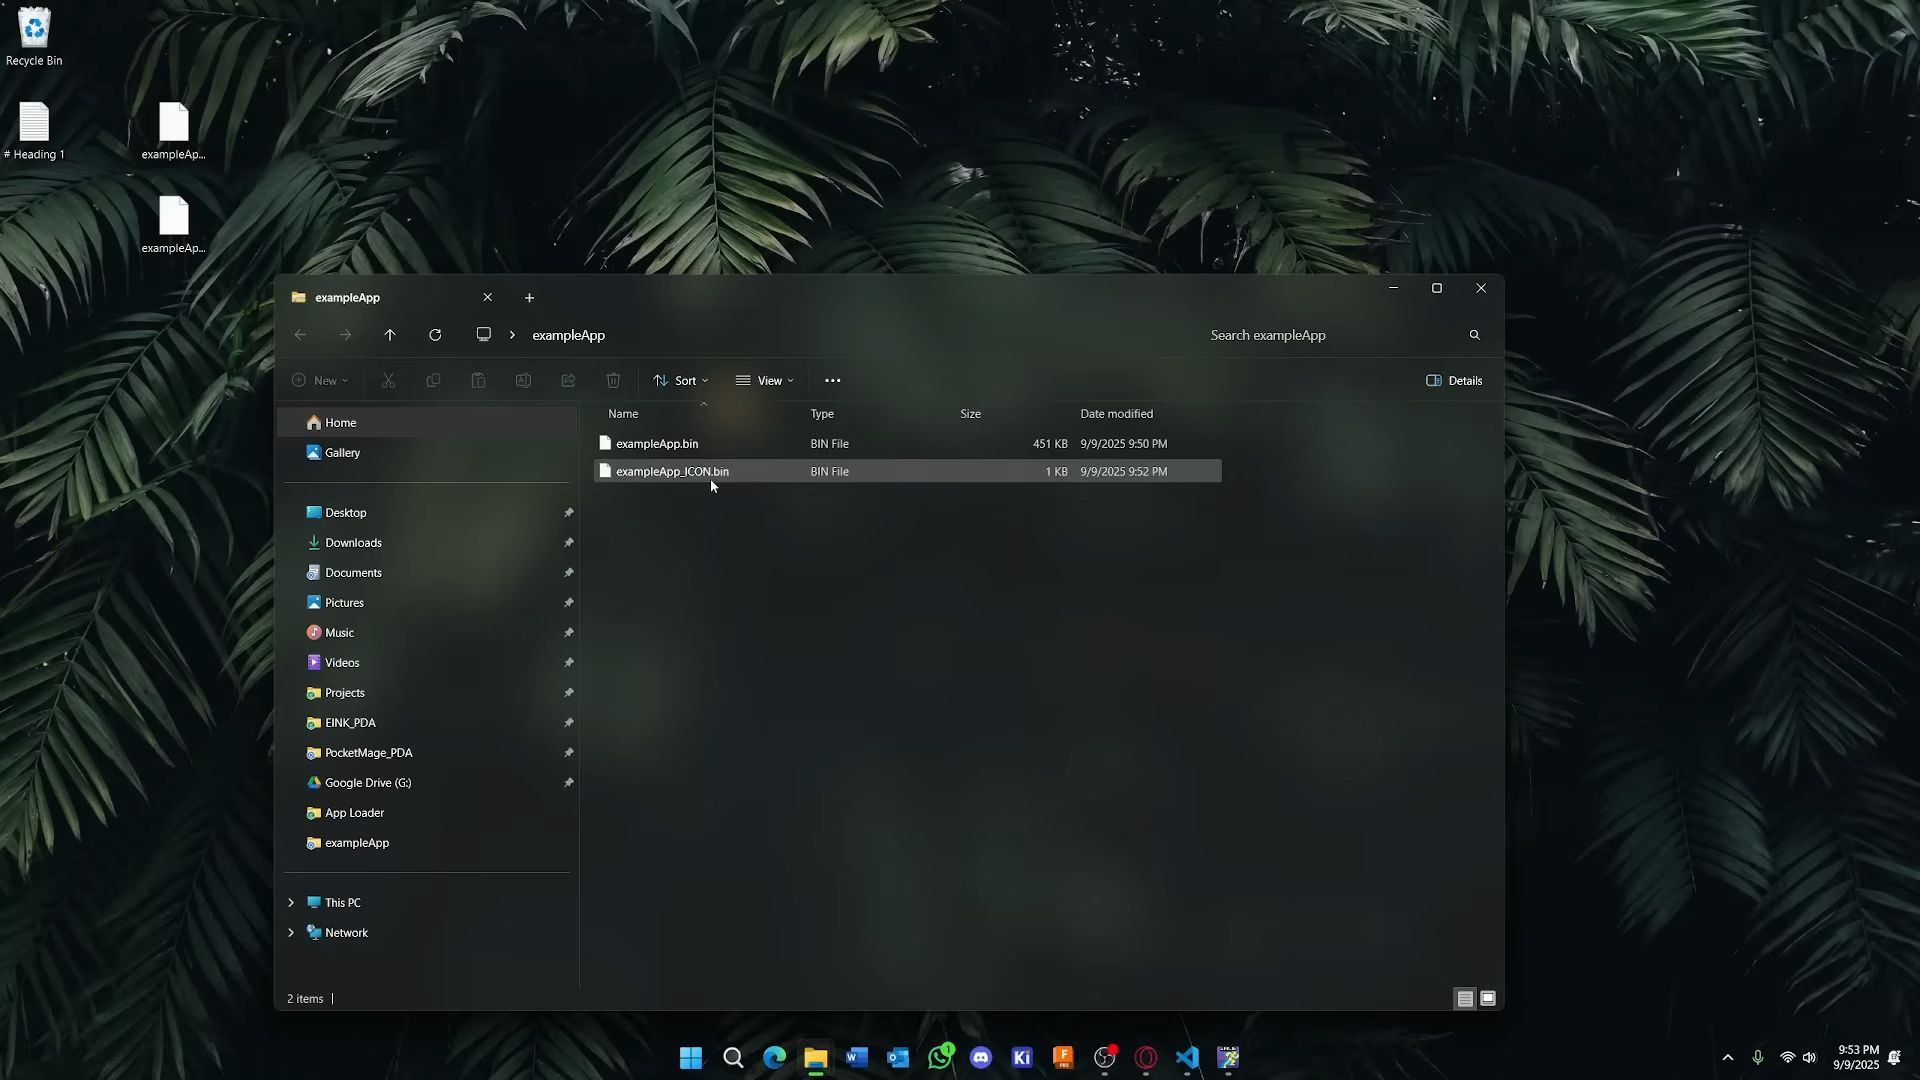 Recycle Bin
# Heading 1
exampleAp...
exampleAp...
exampleApp
exampleApp
Search exampleApp
New
Sort
View
Details
Name
Type
Size
Date modified
exampleApp.bin
BIN File
451 KB
9/9/2025 9:50 PM
exampleApp_ICON.bin
BIN File
1 KB
9/9/2025 9:52 PM
Home
Gallery
Desktop
Downloads
Documents
Pictures
Music
Videos
Projects
EINK_PDA
PocketMage_PDA
Google Drive (G:)
App Loader
exampleApp
This PC
Network
2 items
Ki
1
9:53 PM
9/9/2025